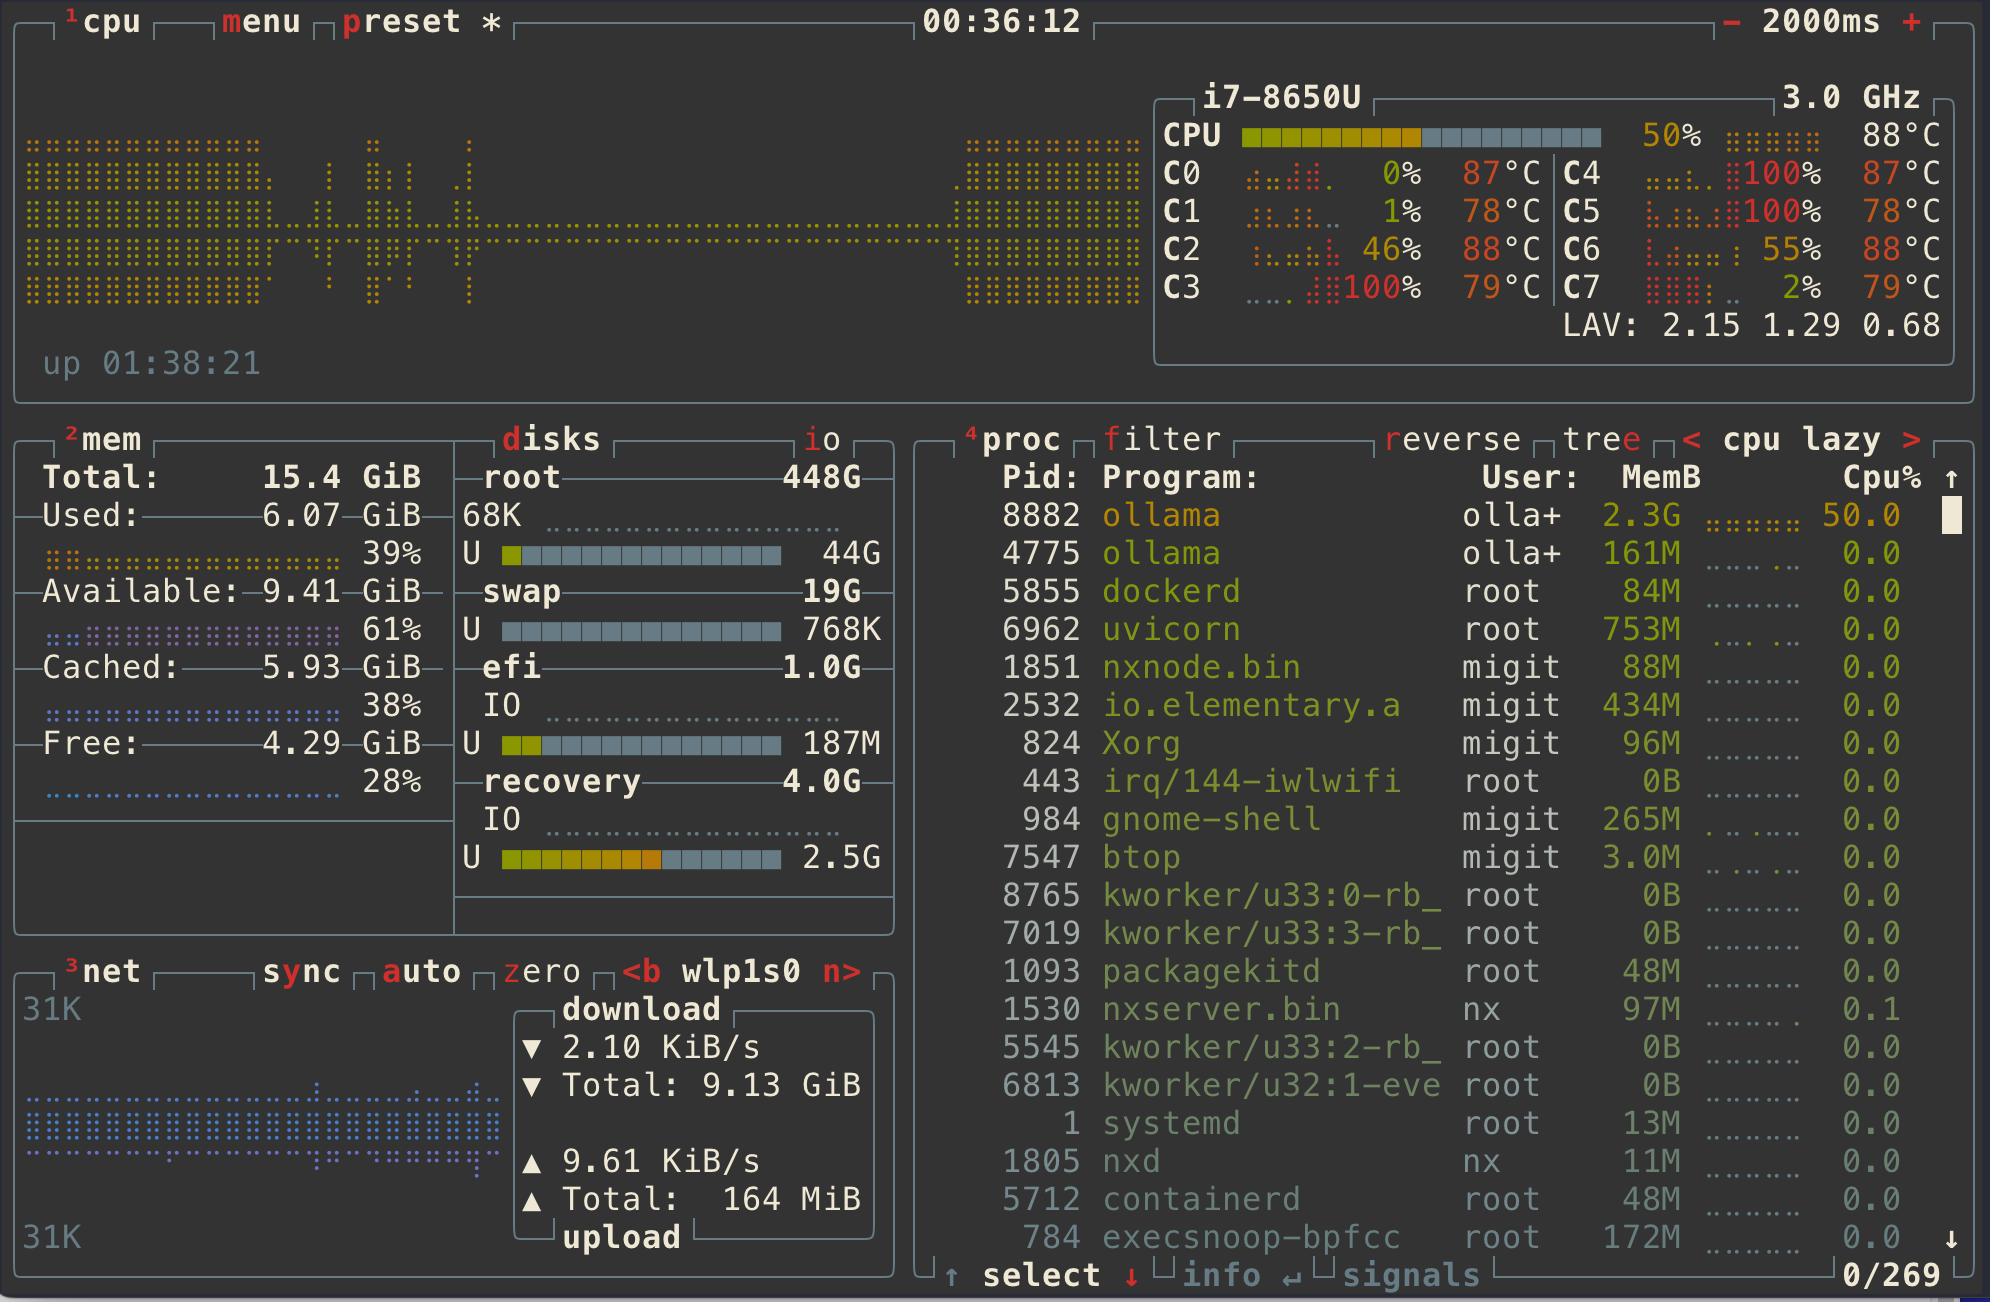 ¹cpu menu preset * 00:36:12 - 2000ms +
i7-8650U 3.0 GHz
CPU 50% 88°C
C0 0% 87°C C4 100% 87°C
C1 1% 78°C C5 100% 78°C
C2 46% 88°C C6 55% 88°C
C3 100% 79°C C7 2% 79°C
LAV: 2.15 1.29 0.68
up 01:38:21
²mem
Total: 15.4 GiB
Used: 6.07 GiB
39%
Available: 9.41 GiB
61%
Cached: 5.93 GiB
38%
Free: 4.29 GiB
28%
disks io
root 448G
68K
U 44G
swap 19G
U 768K
efi 1.0G
IO
U 187M
recovery 4.0G
IO
U 2.5G
³net sync auto zero <b wlp1s0 n>
31K
download
▼ 2.10 KiB/s
▼ Total: 9.13 GiB
▲ 9.61 KiB/s
▲ Total: 164 MiB
upload
31K
⁴proc filter reverse tree < cpu lazy >
Pid: Program: User: MemB Cpu% ↑
8882 ollama olla+ 2.3G 50.0
4775 ollama olla+ 161M 0.0
5855 dockerd root 84M 0.0
6962 uvicorn root 753M 0.0
1851 nxnode.bin migit 88M 0.0
2532 io.elementary.a migit 434M 0.0
824 Xorg migit 96M 0.0
443 irq/144-iwlwifi root 0B 0.0
984 gnome-shell migit 265M 0.0
7547 btop migit 3.0M 0.0
8765 kworker/u33:0-rb_ root 0B 0.0
7019 kworker/u33:3-rb_ root 0B 0.0
1093 packagekitd root 48M 0.0
1530 nxserver.bin nx 97M 0.1
5545 kworker/u33:2-rb_ root 0B 0.0
6813 kworker/u32:1-eve root 0B 0.0
1 systemd root 13M 0.0
1805 nxd nx 11M 0.0
5712 containerd root 48M 0.0
784 execsnoop-bpfcc root 172M 0.0 ↓
↑ select ↓ info ↵ signals 0/269